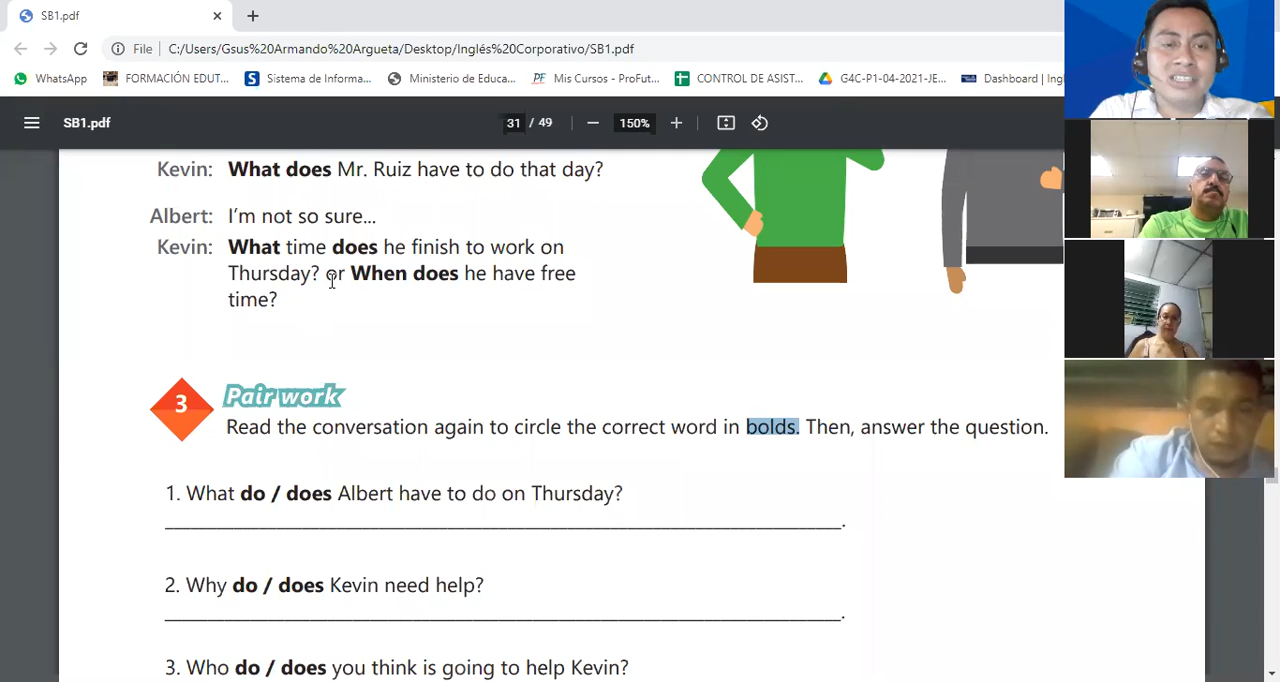 SB1.pdf
File C:/Users/Gsus%20Armando%20Argueta/Desktop/Inglés%20Corporativo/SB1.pdf
WhatsApp FORMACIÓN EDUT... Sistema de Informa... Ministerio de Educa... PF Mis Cursos - ProFut... CONTROL DE ASIST... G4C-P1-04-2021-JE... Dashboard | Ingl
SB1.pdf 31 / 49 150%
Kevin: What does Mr. Ruiz have to do that day?
Albert: I'm not so sure...
Kevin: What time does he finish to work on
Thursday? or When does he have free
time?
3 Pair work
Read the conversation again to circle the correct word in bolds. Then, answer the question.
1. What do / does Albert have to do on Thursday?
2. Why do / does Kevin need help?
3. Who do / does you think is going to help Kevin?